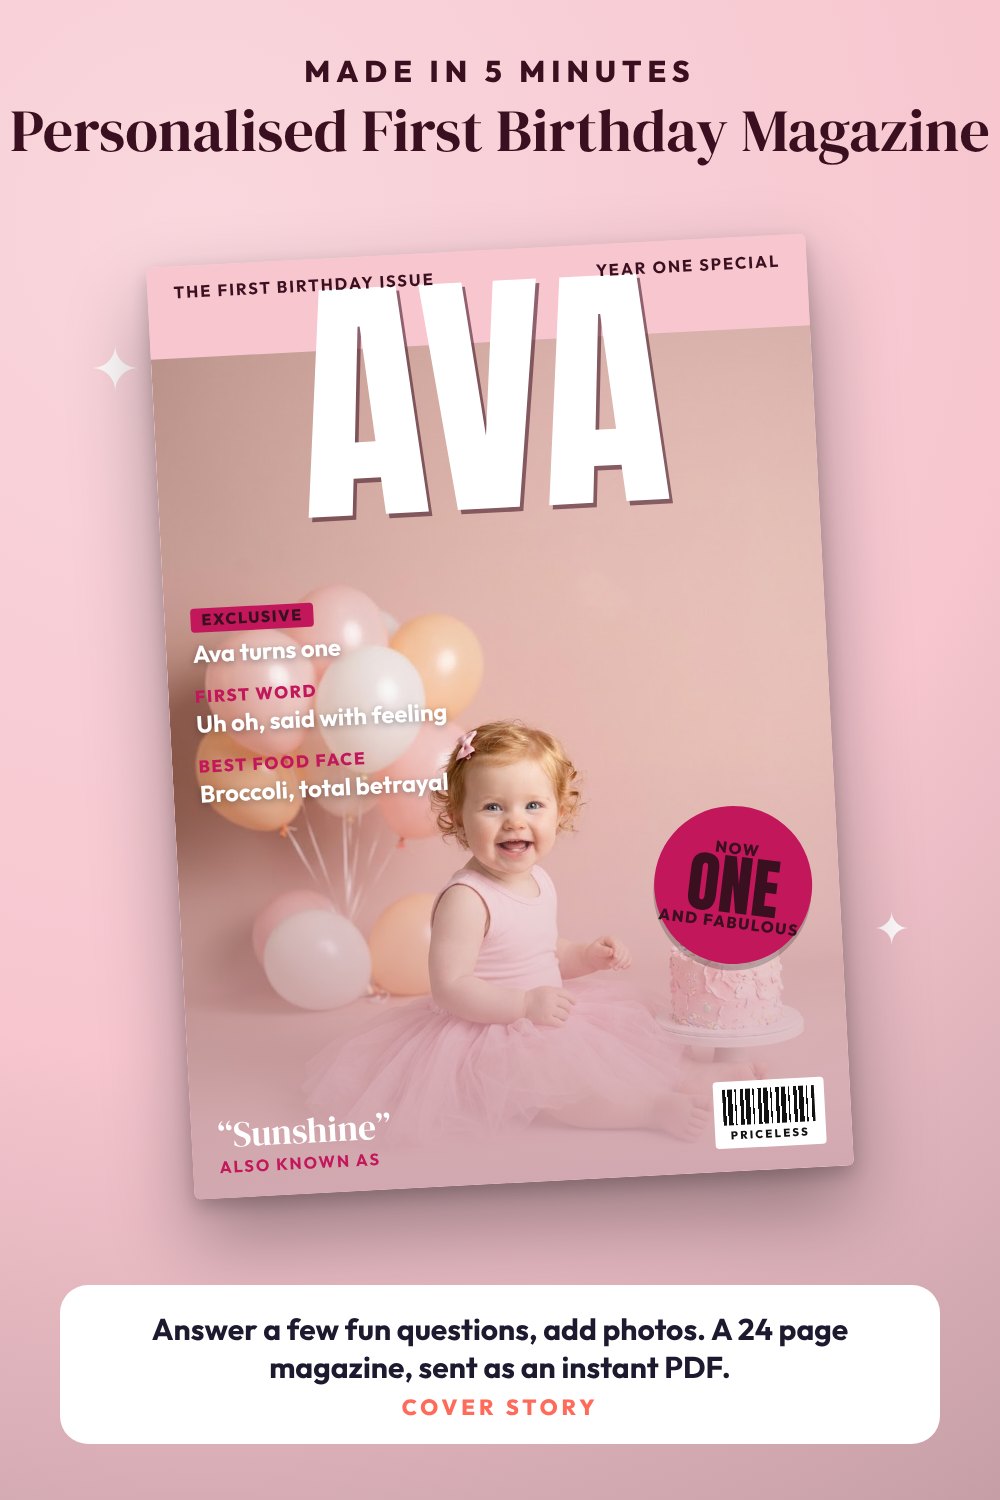 MADE IN 5 MINUTES
Personalised First Birthday Magazine
THE FIRST BIRTHDAY ISSUE
YEAR ONE SPECIAL
AVA
EXCLUSIVE
Ava turns one
FIRST WORD
Uh oh, said with feeling
BEST FOOD FACE
Broccoli, total betrayal
NOW
ONE
AND FABULOUS
“Sunshine”
ALSO KNOWN AS
PRICELESS
Answer a few fun questions, add photos. A 24 page
magazine, sent as an instant PDF.
COVER STORY